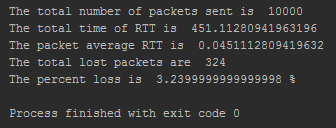 The total number of packets sent is  10000
The total time of RTT is  451.11280941963196
The packet average RTT is  0.0451112809419632
The total lost packets are  324
The percent loss is  3.2399999999999998 %
Process finished with exit code 0